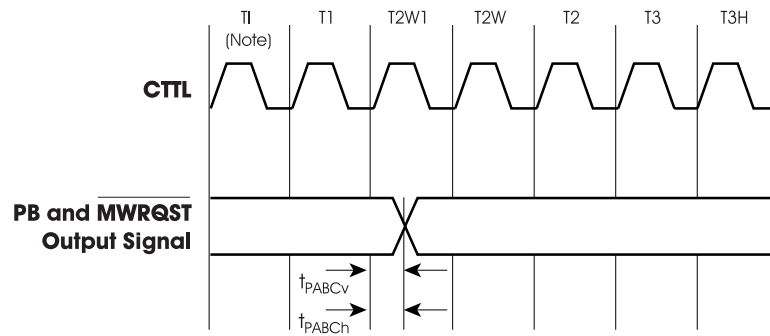 TI T1 T2W1 T2W T2 T3 T3H
(Note)
CTTL
PB and MWRQST
Output Signal
tPABCv
tPABCh